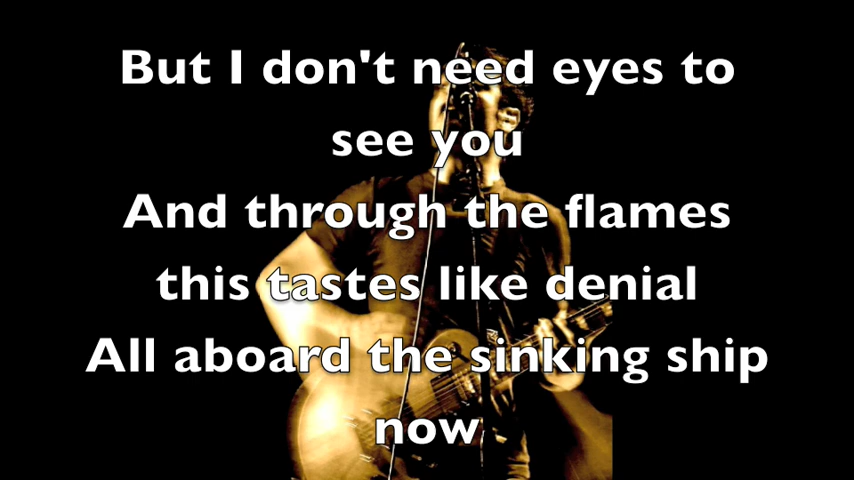 But I don't need eyes to
see you
And through the flames
this tastes like denial
All aboard the sinking ship
now